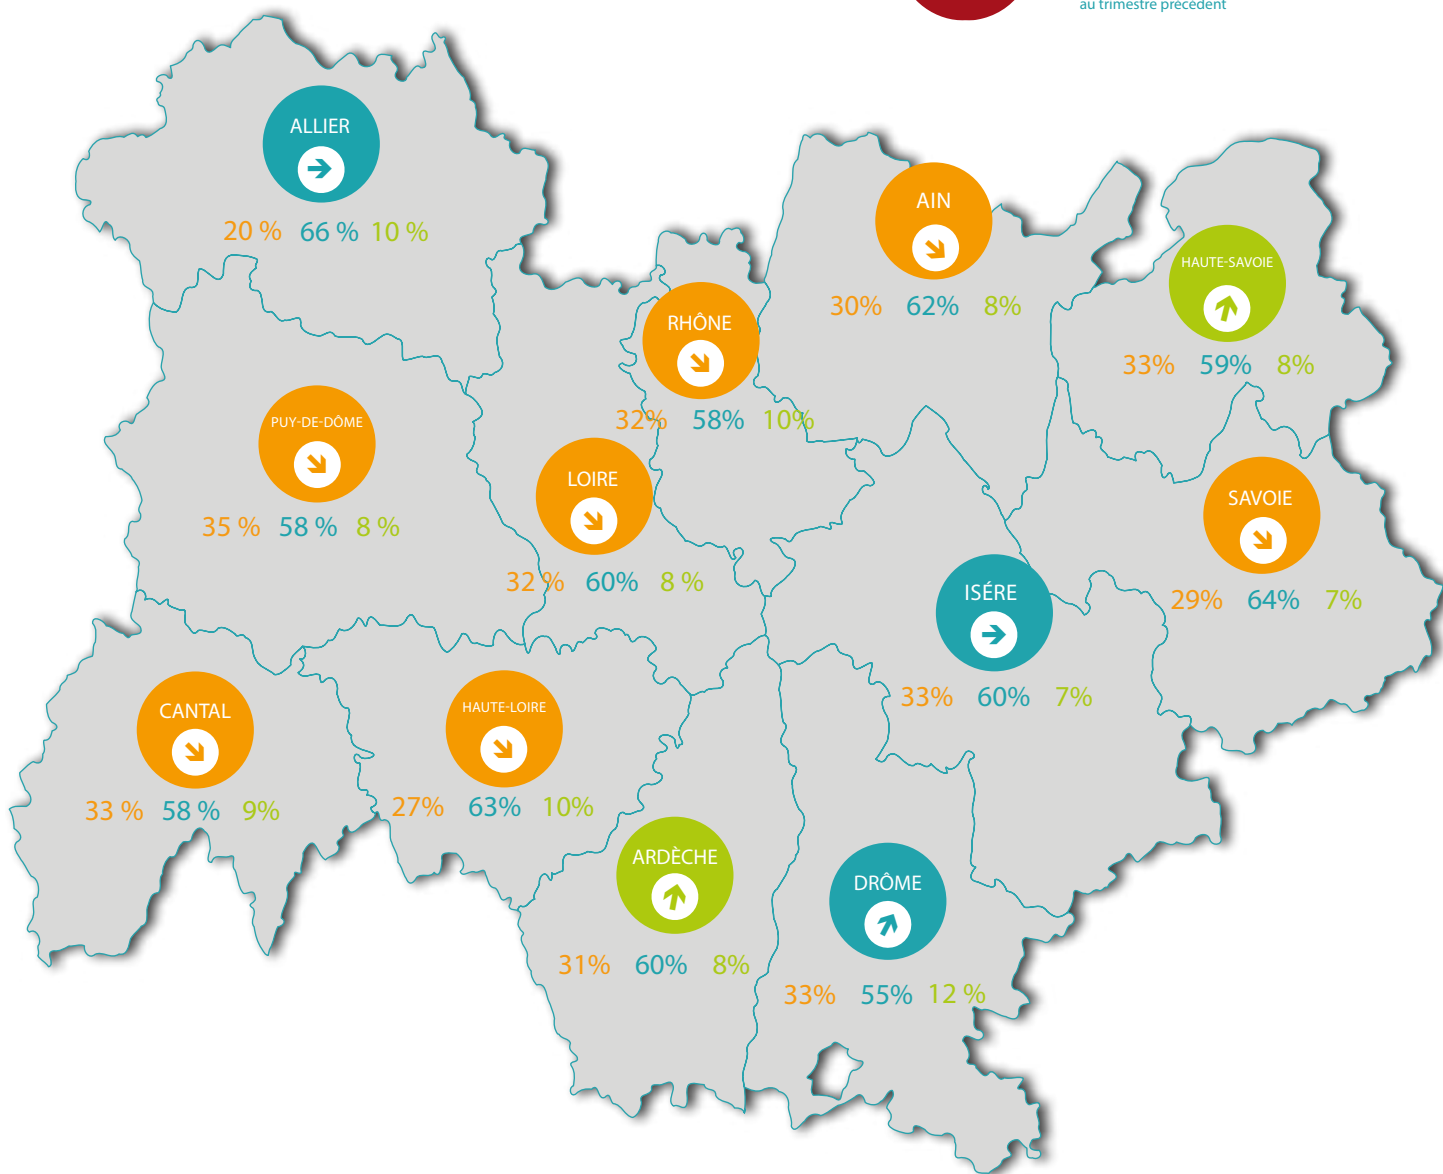 au trimestre précédent
ALLIER
20 % 66 % 10 %
AIN
30% 62% 8%
HAUTE-SAVOIE
33% 59% 8%
RHÔNE
32% 58% 10%
PUY-DE-DÔME
35 % 58 % 8 %
LOIRE
32 % 60% 8 %
SAVOIE
29% 64% 7%
ISÉRE
33% 60% 7%
CANTAL
33 % 58 % 9%
HAUTE-LOIRE
27% 63% 10%
ARDÈCHE
31% 60% 8%
DRÔME
33% 55% 12 %